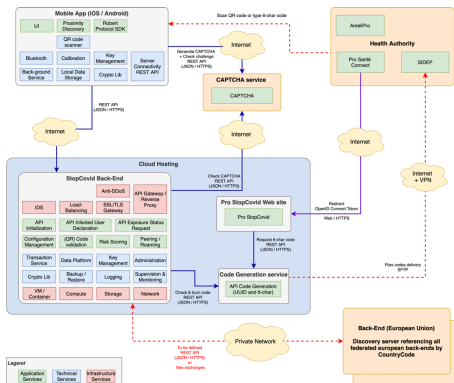 Mobile App (iOS / Android)
UI
Proximity
Discovery
Robert
Protocol SDK
QR code
scanner
Bluetooth
Calibration
Key
Management
Server
Connectivity
REST API
Back-ground
Service
Local Data
Storage
Crypto Lib
Scan QR code or type 6-char code
AmeliPro
Health Authority
Pro Santé
Connect
SIDEP
Internet
Generate CAPTCHA
+ Check challenge
REST API
(JSON / HTTPS)
CAPTCHA service
CAPTCHA
REST API
(JSON / HTTPS)
Internet
Internet
Internet
Internet
+ VPN
Cloud Hosting
StopCovid Back-End
Anti-DDoS
API Gateway /
Reverse
Proxy
IDS
Load-
Balancing
SSL/TLS
Gateway
API
Initialization
API Infected User
Declaration
API Exposure Status
Request
Configuration
Management
(QR) Code
validation
Risk Scoring
Peering /
Roaming
Transaction
Service
Data Platform
Key
Management
Administration
Crypto Lib
Backup /
Restore
Logging
Supervision &
Monitoring
VM /
Container
Compute
Storage
Network
Check CAPTCHA
REST API
(JSON / HTTPS)
Redirect
OpenID Connect Token
Web / HTTPS
Pro StopCovid Web site
Pro StopCovid
Request 6-char code
REST API
(JSON / HTTPS)
Code Generation service
API Code Generation
(UUID and 6-char)
Check & burn code
REST API
(JSON / HTTPS)
Files codes delivery
SFTP
Private Network
To be defined
REST API
(JSON / HTTPS)
or
files exchanges
Back-End (European Union)
Discovery server referencing all
federated european back-ends by
CountryCode
Legend
Application
Services
Technical
Services
Infrastructure
Services